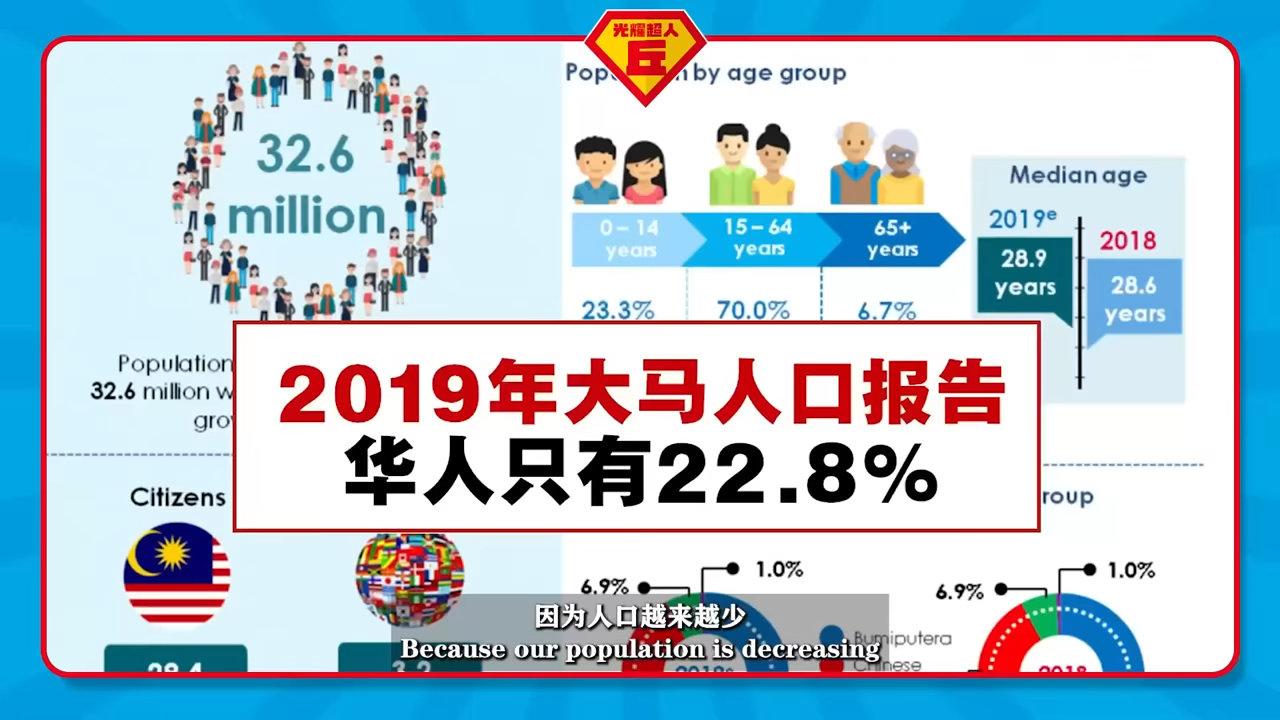 光耀超人
兵
by age group
32.6
million
0 – 14
years
15 – 64
years
65+
years
23.3%
70.0%
6.7%
Median age
2019e
28.9
years
2018
28.6
years
Population
32.6 million
2019年大马人口报告
华人只有22.8%
Citizens
6.9%
1.0%
6.9%
1.0%
Bumiputera
Chinese
2018
因为人口越来越少
Because our population is decreasing